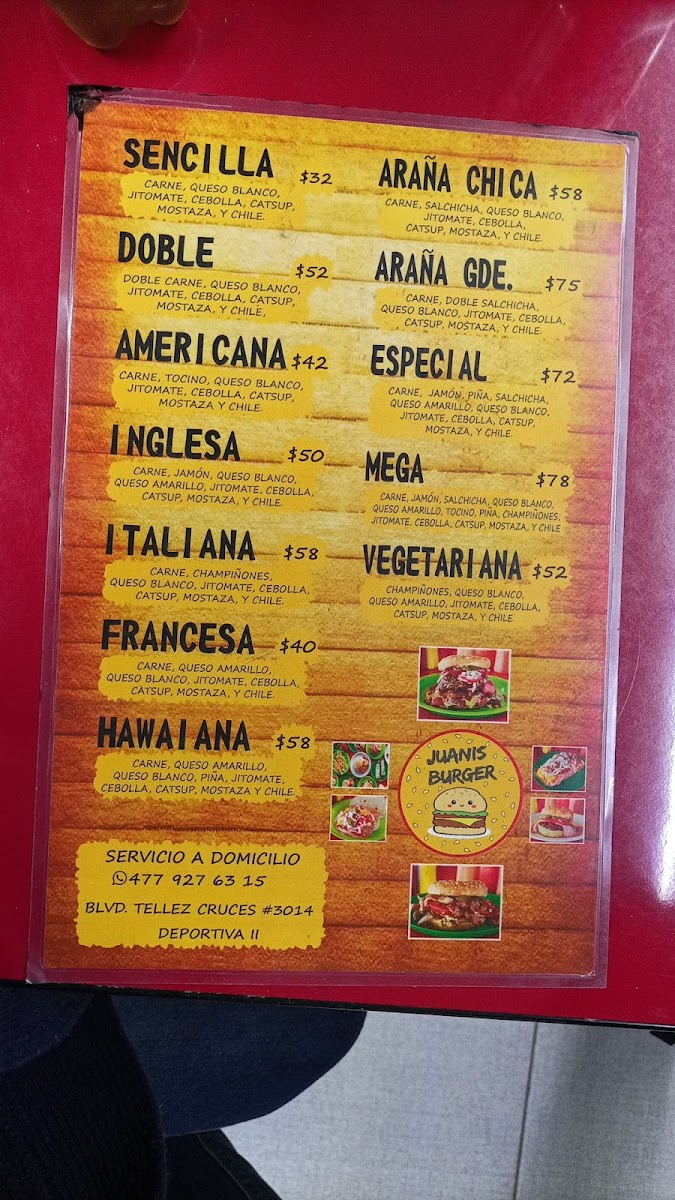 SENCILLA $32
CARNE, QUESO BLANCO,
JITOMATE, CEBOLLA, CATSUP,
MOSTAZA, Y CHILE.
DOBLE $52
DOBLE CARNE, QUESO BLANCO,
JITOMATE, CEBOLLA, CATSUP,
MOSTAZA, Y CHILE,
AMERICANA $42
CARNE, TOCINO, QUESO BLANCO,
JITOMATE, CEBOLLA, CATSUP,
MOSTAZA Y CHILE.
INGLESA $50
CARNE, JAMÓN, QUESO BLANCO,
QUESO AMARILLO, JITOMATE, CEBOLLA,
CATSUP, MOSTAZA, Y CHILE.
ITALIANA $58
CARNE, CHAMPIÑONES,
QUESO BLANCO, JITOMATE, CEBOLLA,
CATSUP, MOSTAZA, Y CHILE.
FRANCESA $40
CARNE, QUESO AMARILLO,
QUESO BLANCO, JITOMATE, CEBOLLA,
CATSUP, MOSTAZA, Y CHILE.
HAWAIANA $58
CARNE, QUESO AMARILLO,
QUESO BLANCO, PIÑA, JITOMATE,
CEBOLLA, CATSUP, MOSTAZA Y CHILE.
SERVICIO A DOMICILIO
477 927 63 15
BLVD. TELLEZ CRUCES #3014
DEPORTIVA II
ARAÑA CHICA $58
CARNE, SALCHICHA, QUESO BLANCO,
JITOMATE, CEBOLLA,
CATSUP, MOSTAZA, Y CHILE.
ARAÑA GDE. $75
CARNE, DOBLE SALCHICHA,
QUESO BLANCO, JITOMATE, CEBOLLA,
CATSUP, MOSTAZA, Y CHILE.
ESPECIAL $72
CARNE, JAMÓN, PIÑA, SALCHICHA,
QUESO AMARILLO, QUESO BLANCO,
JITOMATE, CEBOLLA, CATSUP,
MOSTAZA, Y CHILE.
MEGA $78
CARNE, JAMÓN, SALCHICHA, QUESO BLANCO,
QUESO AMARILLO, TOCINO, PIÑA, CHAMPIÑONES,
JITOMATE, CEBOLLA, CATSUP, MOSTAZA, Y CHILE
VEGETARIANA $52
CHAMPIÑONES, QUESO BLANCO,
QUESO AMARILLO, JITOMATE, CEBOLLA,
CATSUP, MOSTAZA, Y CHILE.
JUANIS'
BURGER